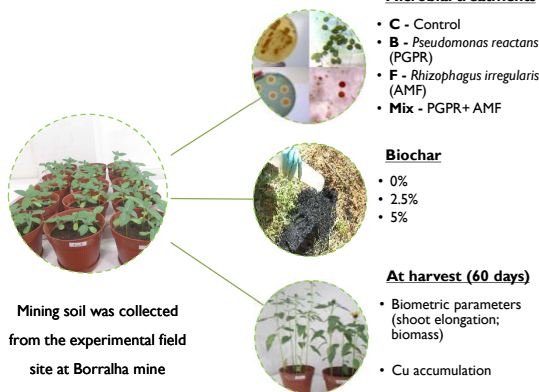 Microbial treatments
• C - Control
• B - Pseudomonas reactans
(PGPR)
• F - Rhizophagus irregularis
(AMF)
• Mix - PGPR+ AMF
Biochar
• 0%
• 2.5%
• 5%
At harvest (60 days)
• Biometric parameters
(shoot elongation;
biomass)
• Cu accumulation
Mining soil was collected
from the experimental field
site at Borralha mine